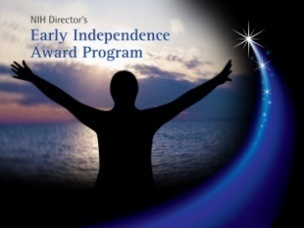 NIH Director's
Early Independence
Award Program